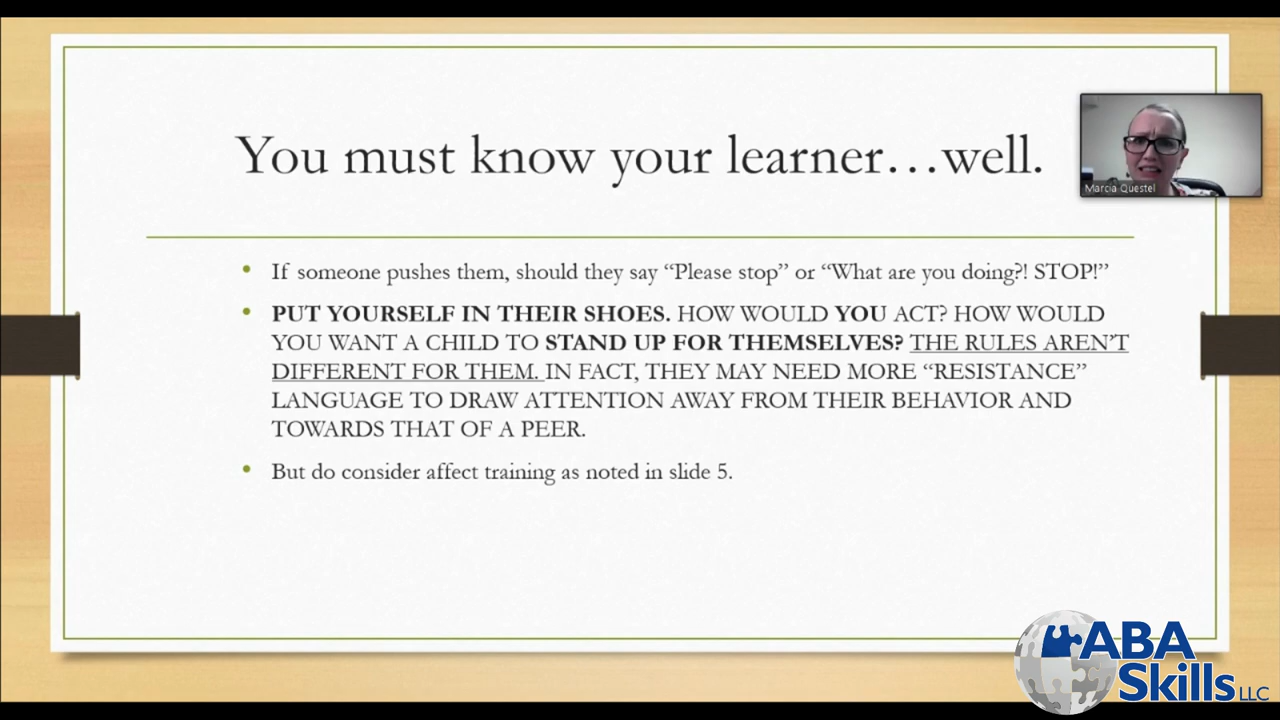 You must know your learner…well.
Marcia Questel
• If someone pushes them, should they say “Please stop” or “What are you doing?! STOP!”
• PUT YOURSELF IN THEIR SHOES. HOW WOULD YOU ACT? HOW WOULD
YOU WANT A CHILD TO STAND UP FOR THEMSELVES? THE RULES AREN’T
DIFFERENT FOR THEM. IN FACT, THEY MAY NEED MORE “RESISTANCE”
LANGUAGE TO DRAW ATTENTION AWAY FROM THEIR BEHAVIOR AND
TOWARDS THAT OF A PEER.
• But do consider affect training as noted in slide 5.
ABA
Skills LLC